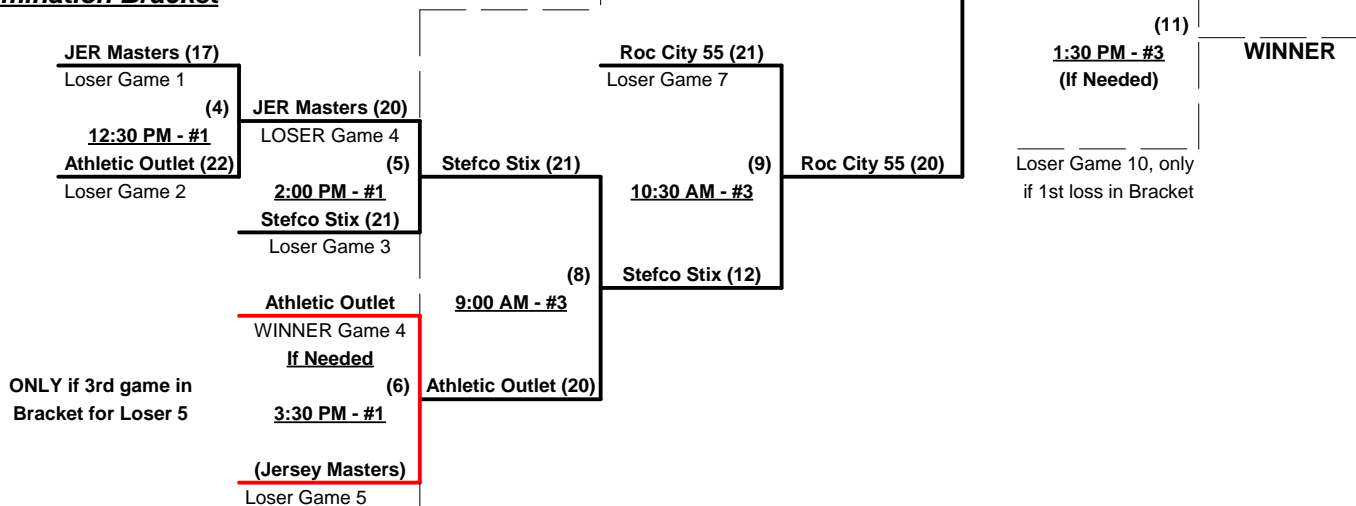 mination Bracket
(11)
JER Masters (17)
Roc City 55 (21)
1:30 PM - #3
WINNER
Loser Game 1
Loser Game 7
(If Needed)
(4)
JER Masters (20)
12:30 PM - #1
LOSER Game 4
Athletic Outlet (22)
(5)
Stefco Stix (21)
(9)
Roc City 55 (20)
Loser Game 10, only
Loser Game 2
2:00 PM - #1
10:30 AM - #3
if 1st loss in Bracket
Stefco Stix (21)
Loser Game 3
(8)
Stefco Stix (12)
Athletic Outlet
9:00 AM - #3
WINNER Game 4
If Needed
ONLY if 3rd game in
(6)
Athletic Outlet (20)
Bracket for Loser 5
3:30 PM - #1
(Jersey Masters)
Loser Game 5